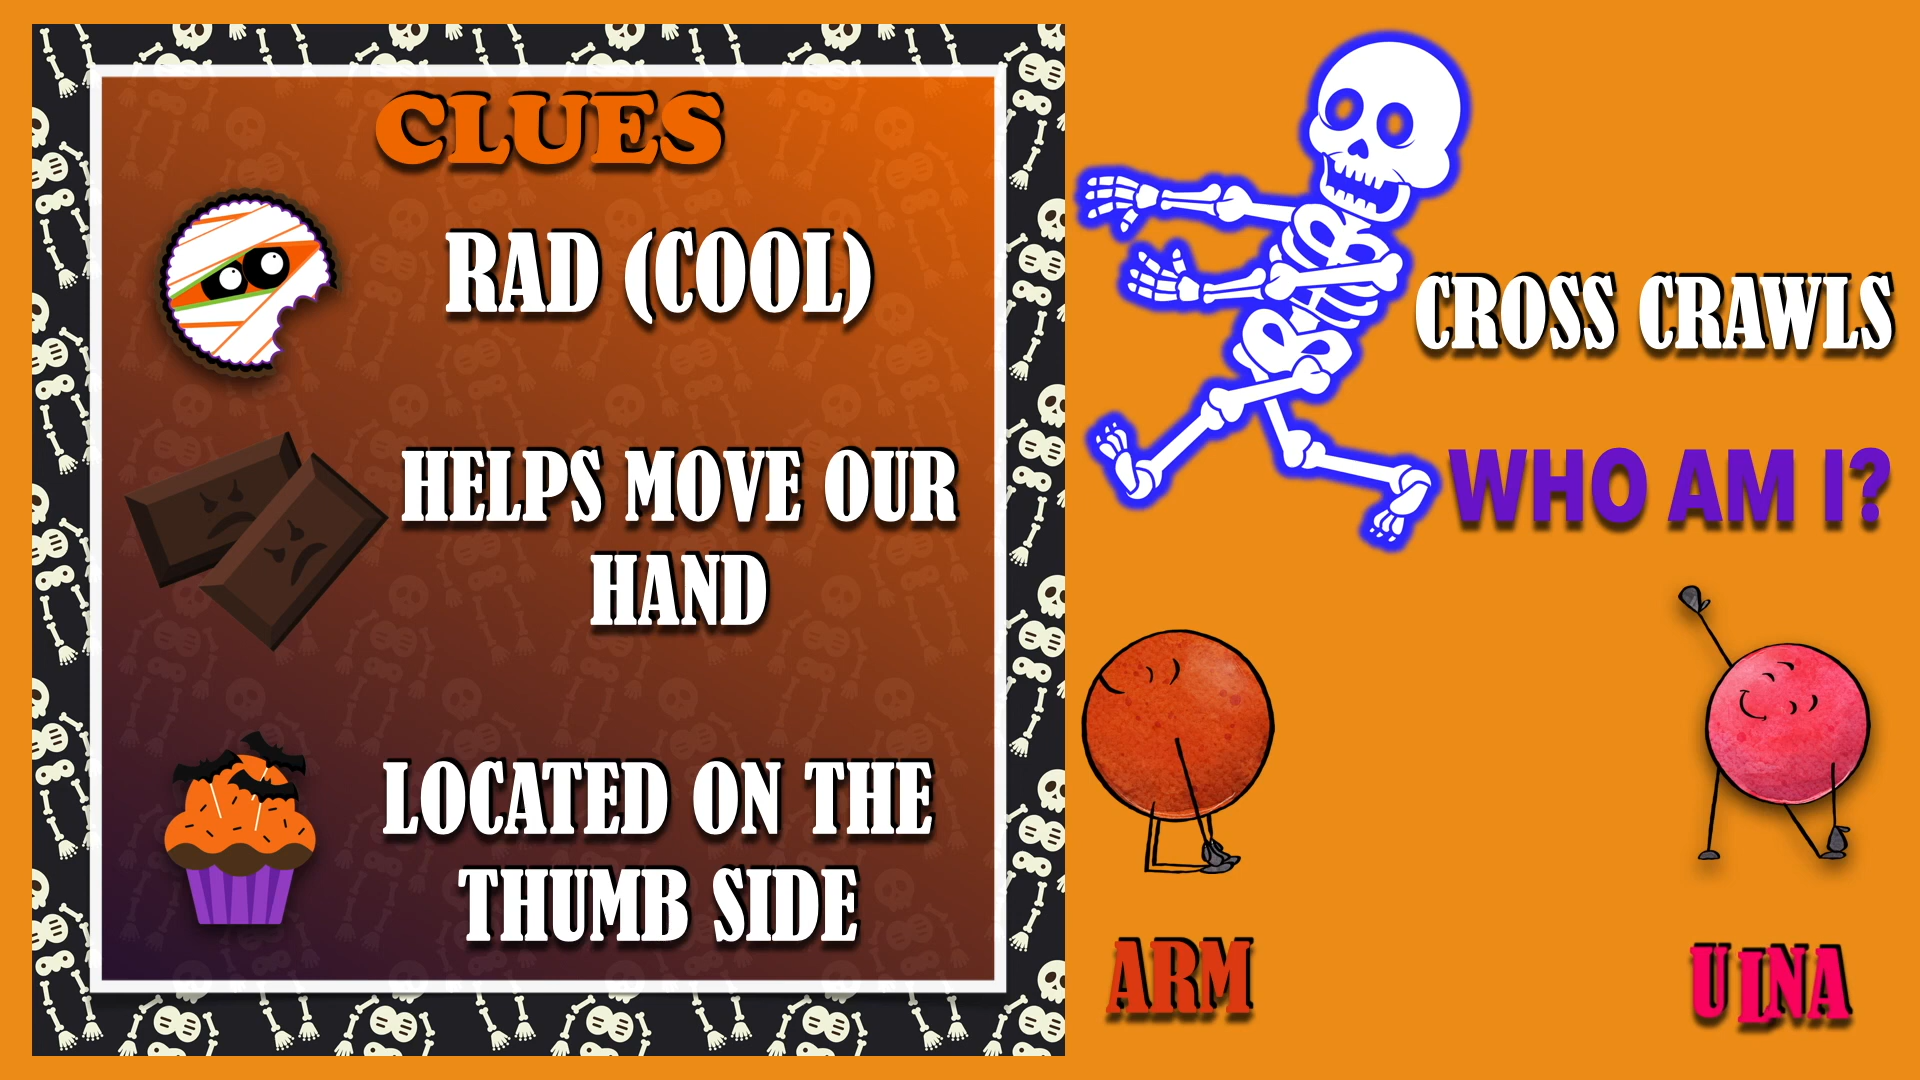 CLUES
RAD (COOL)
HELPS MOVE OUR
HAND
LOCATED ON THE
THUMB SIDE
CROSS CRAWLS
WHO AM I?
ARM
ULNA